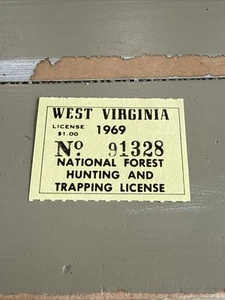 WEST VIRGINIA
LICENSE 1969
$1.00
No. 91328
NATIONAL FOREST
HUNTING AND
TRAPPING LICENSE